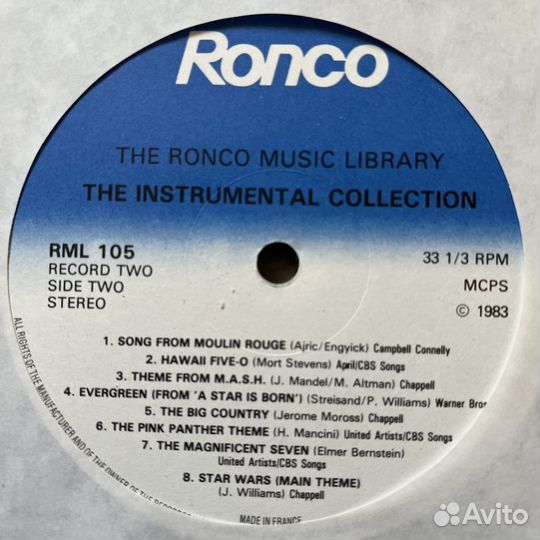 Ronco
THE RONCO MUSIC LIBRARY
THE INSTRUMENTAL COLLECTION
RML 105
RECORD TWO
SIDE TWO
STEREO
33 1/3 RPM
MCPS
© 1983
1. SONG FROM MOULIN ROUGE (Ajric/Engyick) Campbell Connelly
2. HAWAII FIVE-O (Mort Stevens) April/CBS Songs
3. THEME FROM M.A.S.H. (J. Mandel/M. Altman) Chappell
4. EVERGREEN (FROM 'A STAR IS BORN') (Streisand/P. Williams) Warner Bros
5. THE BIG COUNTRY (Jerome Moross) Chappell
6. THE PINK PANTHER THEME (H. Mancini) United Artists/CBS Songs
7. THE MAGNIFICENT SEVEN (Elmer Bernstein)
United Artists/CBS Songs
8. STAR WARS (MAIN THEME)
(J. Williams) Chappell
ALL RIGHTS OF THE MANUFACTURER AND OF THE OWNER OF THE RECORDED
MADE IN FRANCE
Avito